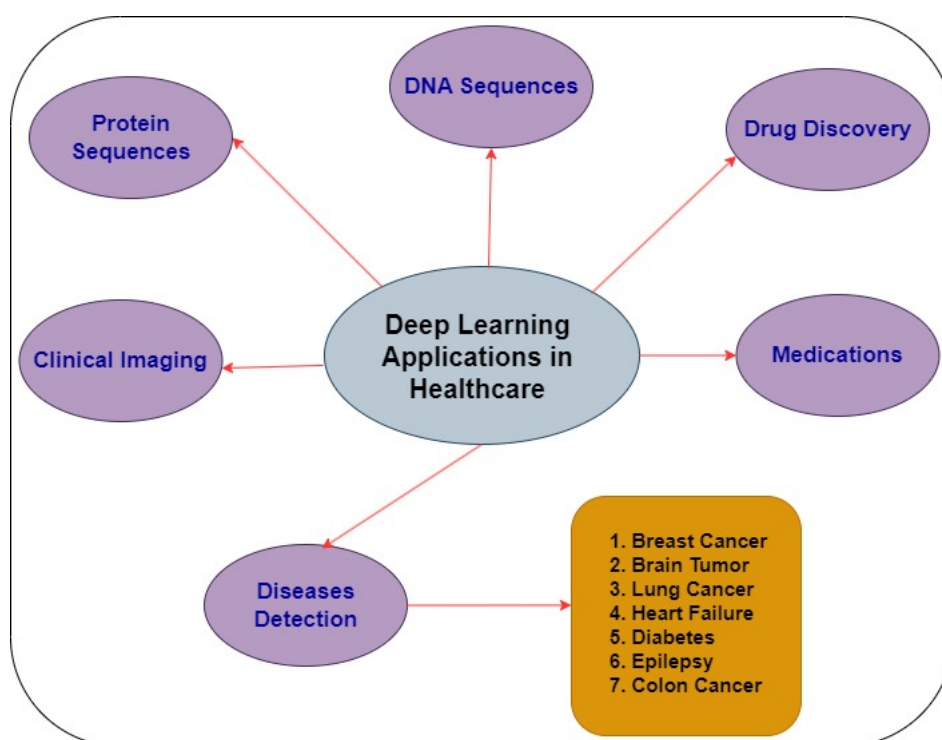 DNA Sequences
Protein
Sequences
Drug Discovery
Deep Learning
Applications in
Healthcare
Clinical Imaging
Medications
Diseases
Detection
1. Breast Cancer
2. Brain Tumor
3. Lung Cancer
4. Heart Failure
5. Diabetes
6. Epilepsy
7. Colon Cancer